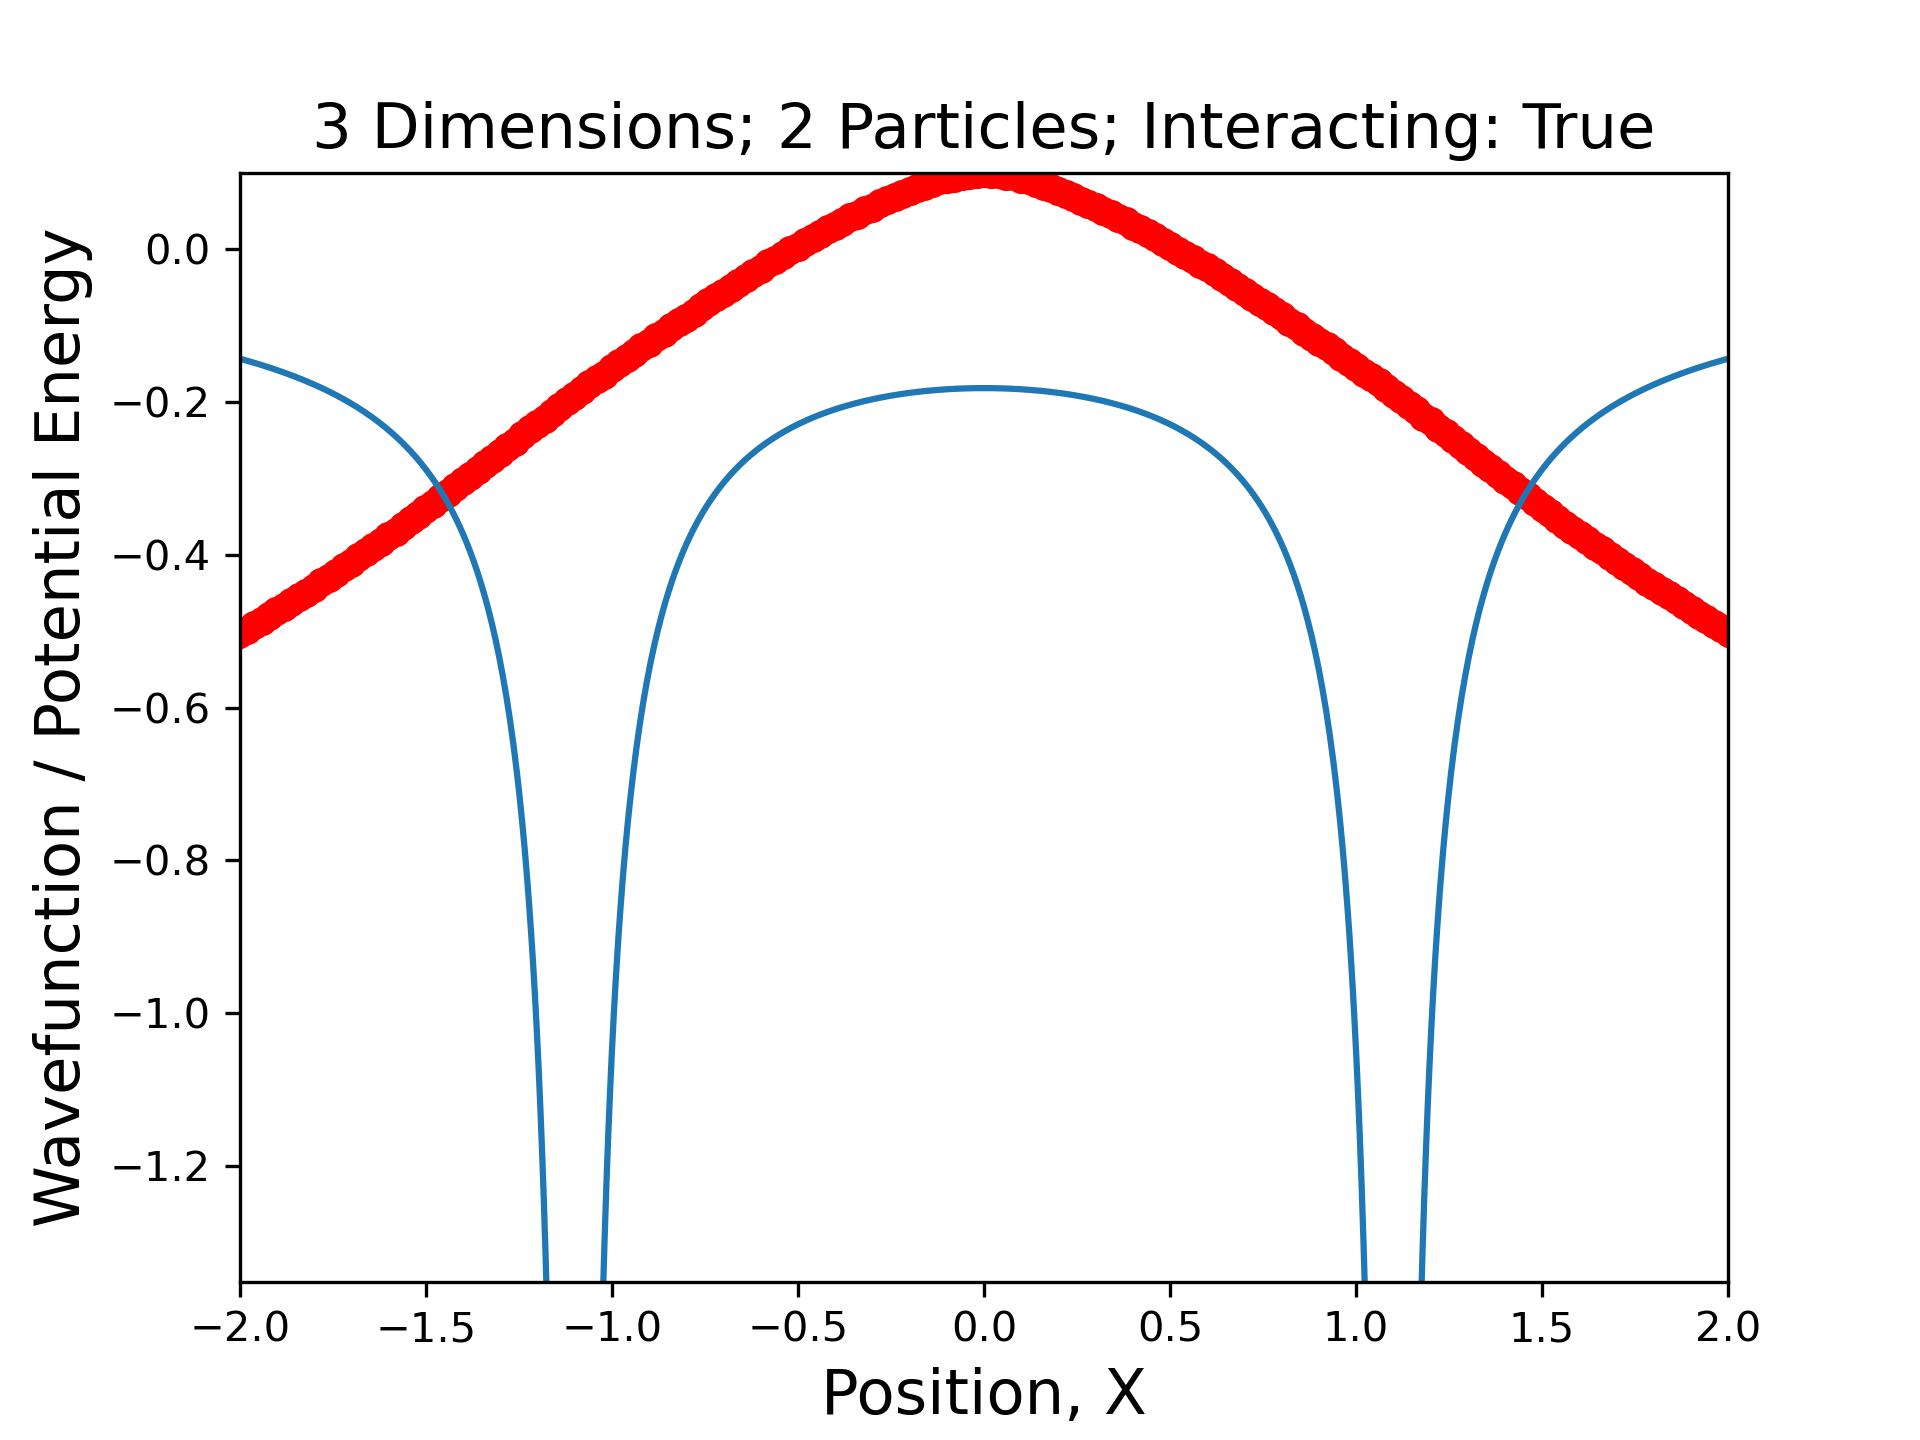 3 Dimensions; 2 Particles; Interacting: True
Wavefunction / Potential Energy
0.0
−0.2
−0.4
−0.6
−0.8
−1.0
−1.2
−2.0 −1.5 −1.0 −0.5 0.0 0.5 1.0 1.5 2.0
Position, X